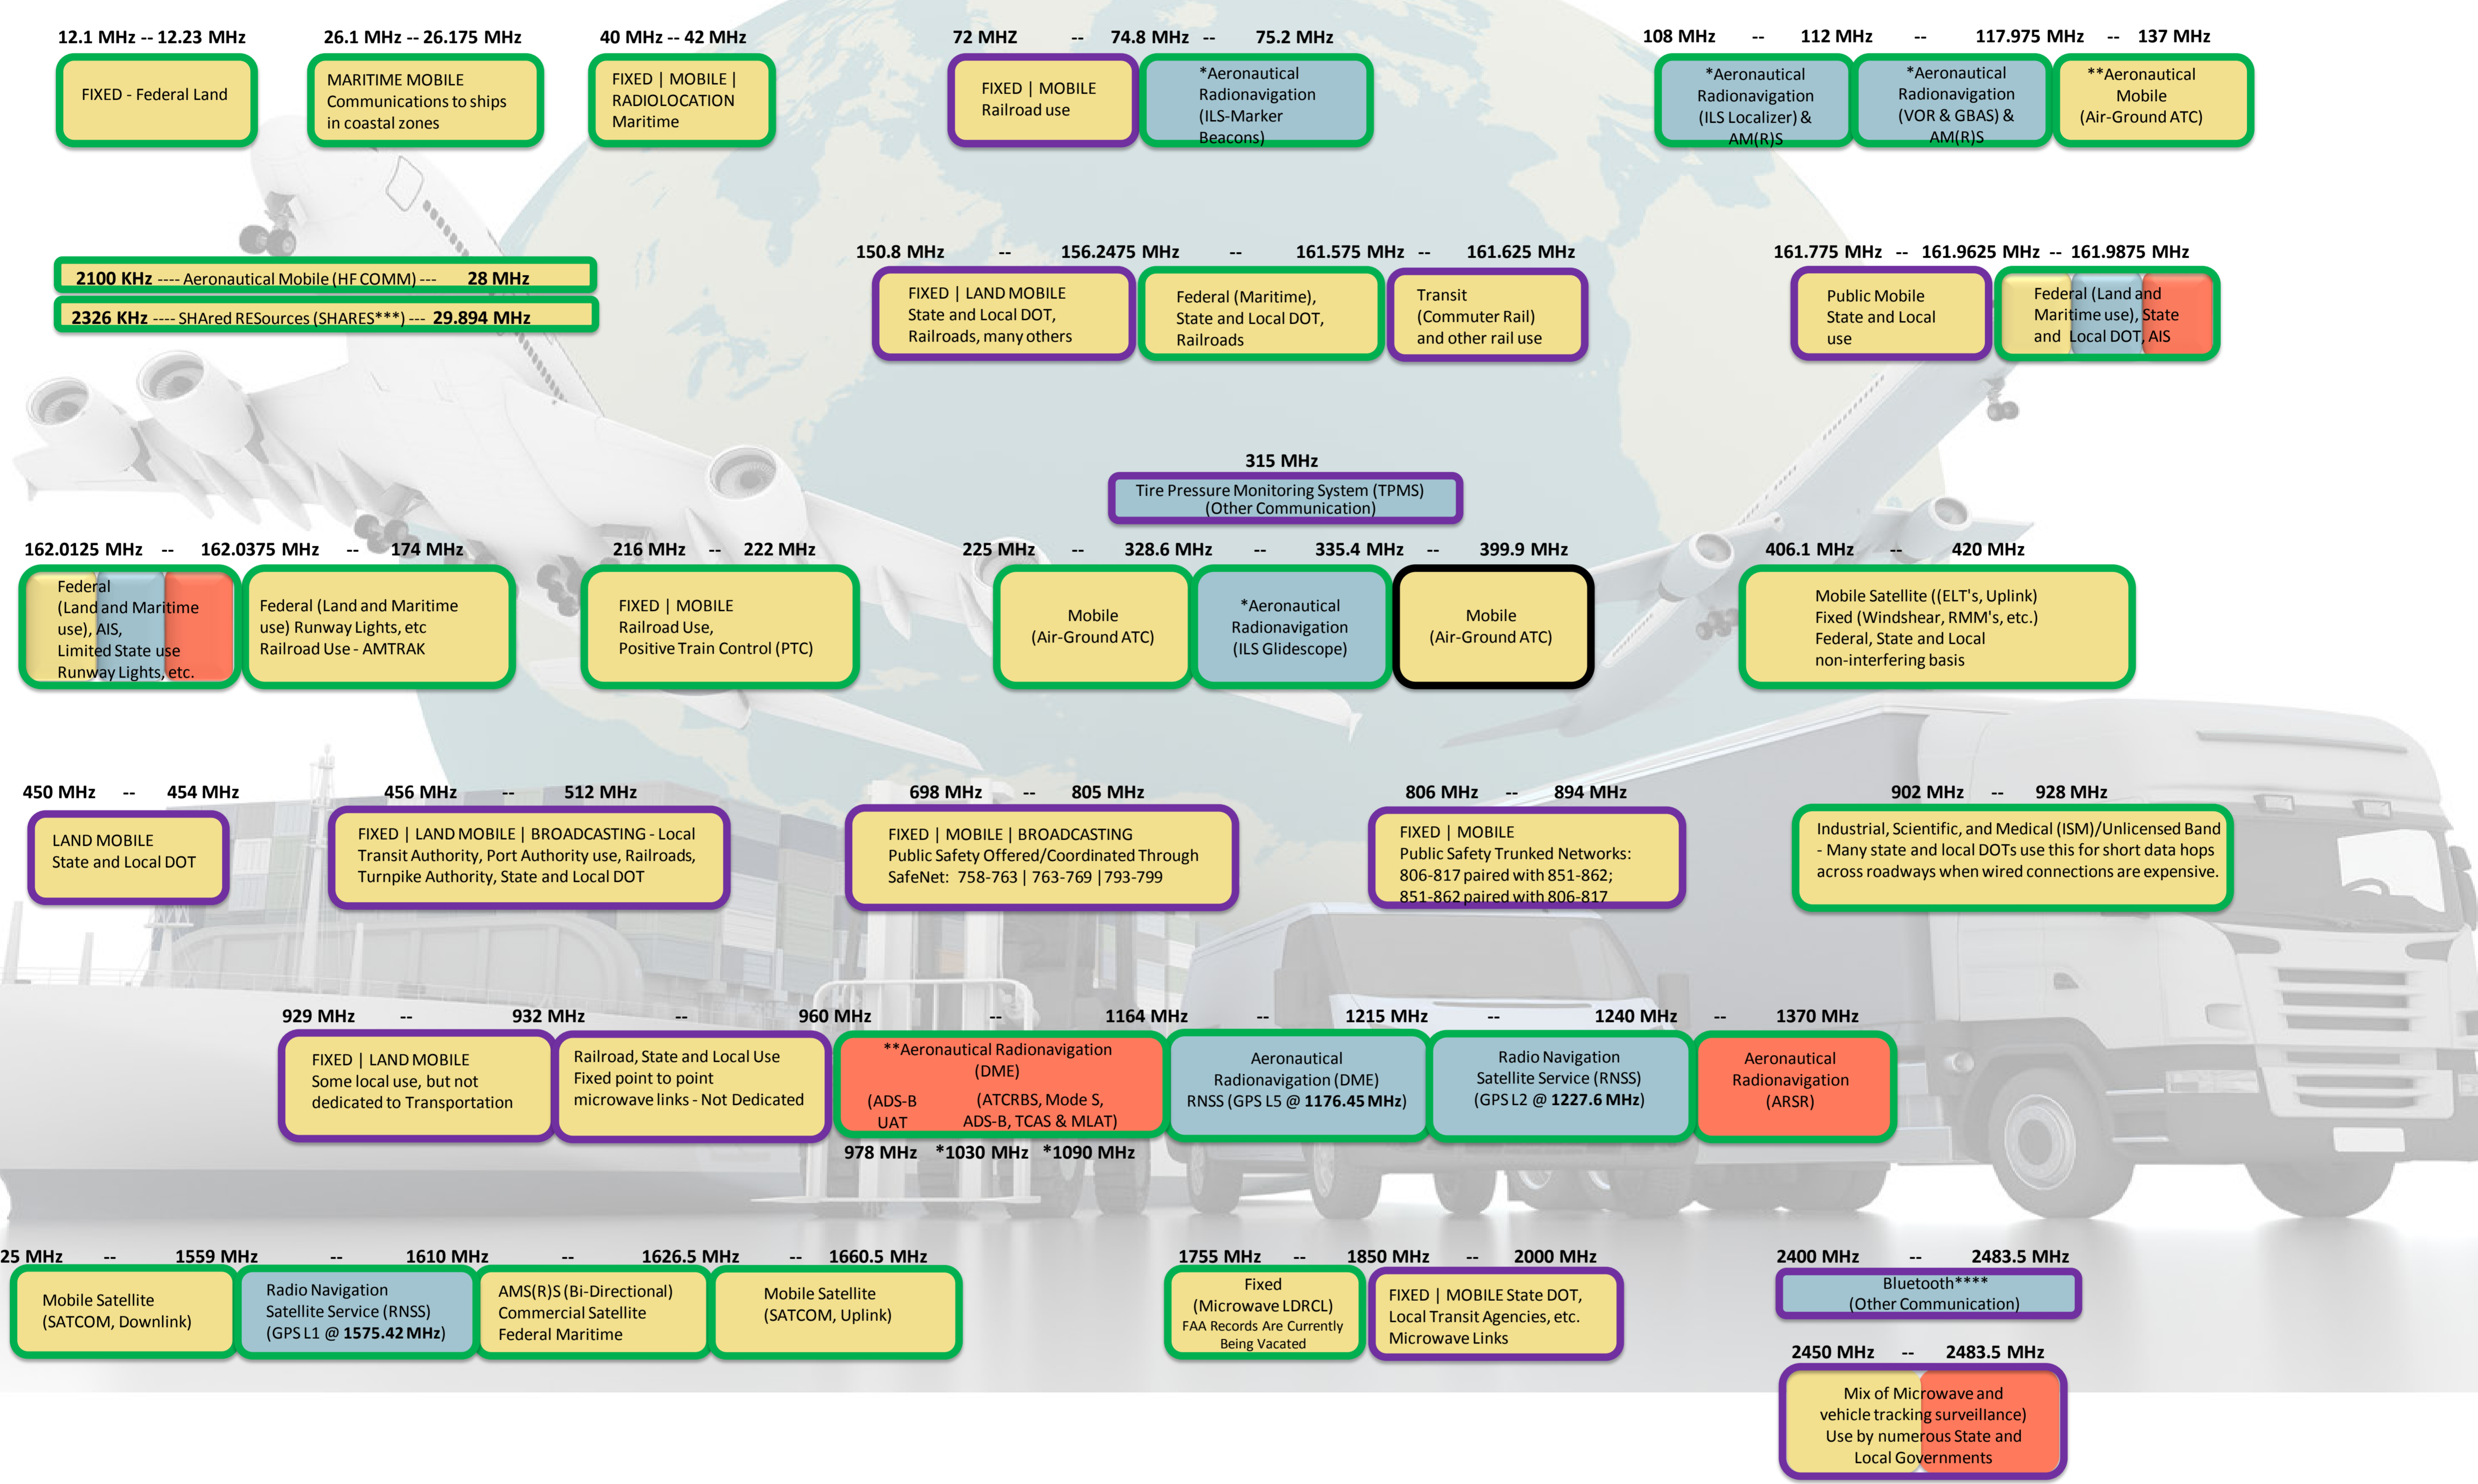 12.1 MHz -- 12.23 MHz
FIXED - Federal Land
26.1 MHz -- 26.175 MHz
MARITIME MOBILE
Communications to ships
in coastal zones
40 MHz -- 42 MHz
FIXED | MOBILE |
RADIOLOCATION
Maritime
72 MHZ -- 74.8 MHz -- 75.2 MHz
FIXED | MOBILE
Railroad use
*Aeronautical
Radionavigation
(ILS-Marker
Beacons)
108 MHz -- 112 MHz -- 117.975 MHz -- 137 MHz
*Aeronautical
Radionavigation
(ILS Localizer) &
AM(R)S
*Aeronautical
Radionavigation
(VOR & GBAS) &
AM(R)S
**Aeronautical
Mobile
(Air-Ground ATC)
2100 KHz ---- Aeronautical Mobile (HF COMM) --- 28 MHz
2326 KHz ---- SHAred RESources (SHARES***) --- 29.894 MHz
150.8 MHz -- 156.2475 MHz -- 161.575 MHz -- 161.625 MHz
FIXED | LAND MOBILE
State and Local DOT,
Railroads, many others
Federal (Maritime),
State and Local DOT,
Railroads
Transit
(Commuter Rail)
and other rail use
161.775 MHz -- 161.9625 MHz -- 161.9875 MHz
Public Mobile
State and Local
use
Federal (Land and
Maritime use), State
and Local DOT, AIS
315 MHz
Tire Pressure Monitoring System (TPMS)
(Other Communication)
162.0125 MHz -- 162.0375 MHz -- 174 MHz
Federal
(Land and Maritime
use), AIS,
Limited State use
Runway Lights, etc.
Federal (Land and Maritime
use) Runway Lights, etc
Railroad Use - AMTRAK
216 MHz -- 222 MHz
FIXED | MOBILE
Railroad Use,
Positive Train Control (PTC)
225 MHz -- 328.6 MHz -- 335.4 MHz -- 399.9 MHz
Mobile
(Air-Ground ATC)
*Aeronautical
Radionavigation
(ILS Glidescope)
Mobile
(Air-Ground ATC)
406.1 MHz -- 420 MHz
Mobile Satellite ((ELT's, Uplink)
Fixed (Windshear, RMM's, etc.)
Federal, State and Local
non-interfering basis
450 MHz -- 454 MHz
LAND MOBILE
State and Local DOT
456 MHz -- 512 MHz
FIXED | LAND MOBILE | BROADCASTING - Local
Transit Authority, Port Authority use, Railroads,
Turnpike Authority, State and Local DOT
698 MHz -- 805 MHz
FIXED | MOBILE | BROADCASTING
Public Safety Offered/Coordinated Through
SafeNet: 758-763 | 763-769 |793-799
806 MHz -- 894 MHz
FIXED | MOBILE
Public Safety Trunked Networks:
806-817 paired with 851-862;
851-862 paired with 806-817
902 MHz -- 928 MHz
Industrial, Scientific, and Medical (ISM)/Unlicensed Band
- Many state and local DOTs use this for short data hops
across roadways when wired connections are expensive.
929 MHz -- 932 MHz -- 960 MHz -- 1164 MHz -- 1215 MHz -- 1240 MHz -- 1370 MHz
FIXED | LAND MOBILE
Some local use, but not
dedicated to Transportation
Railroad, State and Local Use
Fixed point to point
microwave links - Not Dedicated
**Aeronautical Radionavigation
(DME)
(ADS-B
UAT
(ATCRBS, Mode S,
ADS-B, TCAS & MLAT)
978 MHz *1030 MHz *1090 MHz
Aeronautical
Radionavigation (DME)
RNSS (GPS L5 @ 1176.45 MHz)
Radio Navigation
Satellite Service (RNSS)
(GPS L2 @ 1227.6 MHz)
Aeronautical
Radionavigation
(ARSR)
25 MHz -- 1559 MHz -- 1610 MHz -- 1626.5 MHz -- 1660.5 MHz
Mobile Satellite
(SATCOM, Downlink)
Radio Navigation
Satellite Service (RNSS)
(GPS L1 @ 1575.42 MHz)
AMS(R)S (Bi-Directional)
Commercial Satellite
Federal Maritime
Mobile Satellite
(SATCOM, Uplink)
1755 MHz -- 1850 MHz -- 2000 MHz
Fixed
(Microwave LDRCL)
FAA Records Are Currently
Being Vacated
FIXED | MOBILE State DOT,
Local Transit Agencies, etc.
Microwave Links
2400 MHz -- 2483.5 MHz
Bluetooth****
(Other Communication)
2450 MHz -- 2483.5 MHz
Mix of Microwave and
vehicle tracking surveillance)
Use by numerous State and
Local Governments